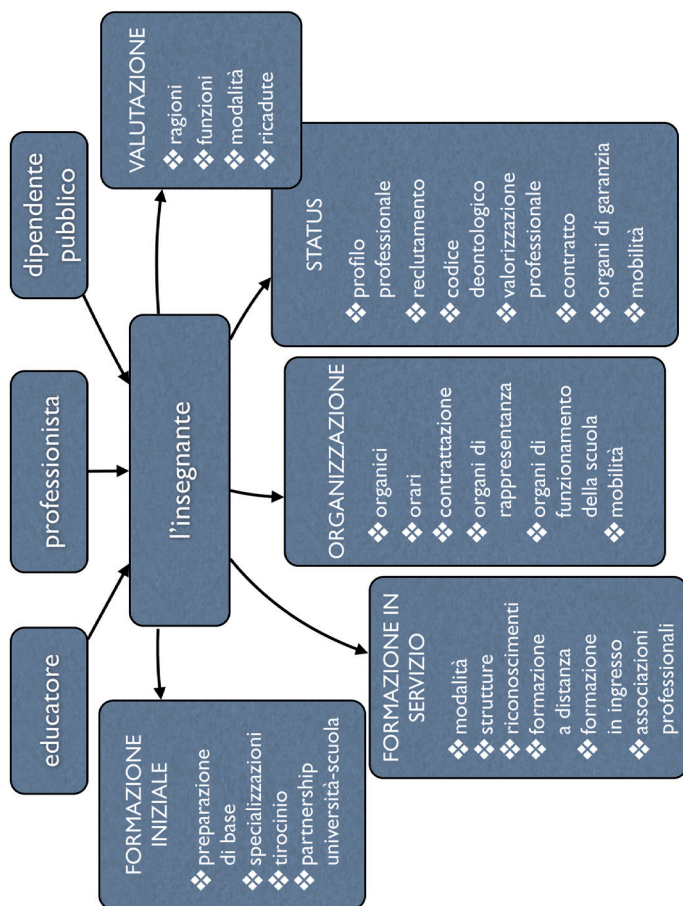 educatore
professionista
dipendente
pubblico
l’insegnante
FORMAZIONE
INIZIALE
❖ preparazione
di base
❖ specializzazioni
❖ tirocinio
❖ partnership
università-scuola
FORMAZIONE IN
SERVIZIO
❖ modalità
❖ strutture
❖ riconoscimenti
❖ formazione
a distanza
❖ formazione
in ingresso
❖ associazioni
professionali
ORGANIZZAZIONE
❖ organici
❖ orari
❖ contrattazione
❖ organi di
rappresentanza
❖ organi di
funzionamento
della scuola
❖ mobilità
STATUS
❖ profilo
professionale
❖ reclutamento
❖ codice
deontologico
❖ valorizzazione
professionale
❖ contratto
❖ organi di garanzia
❖ mobilità
VALUTAZIONE
❖ ragioni
❖ funzioni
❖ modalità
❖ ricadute